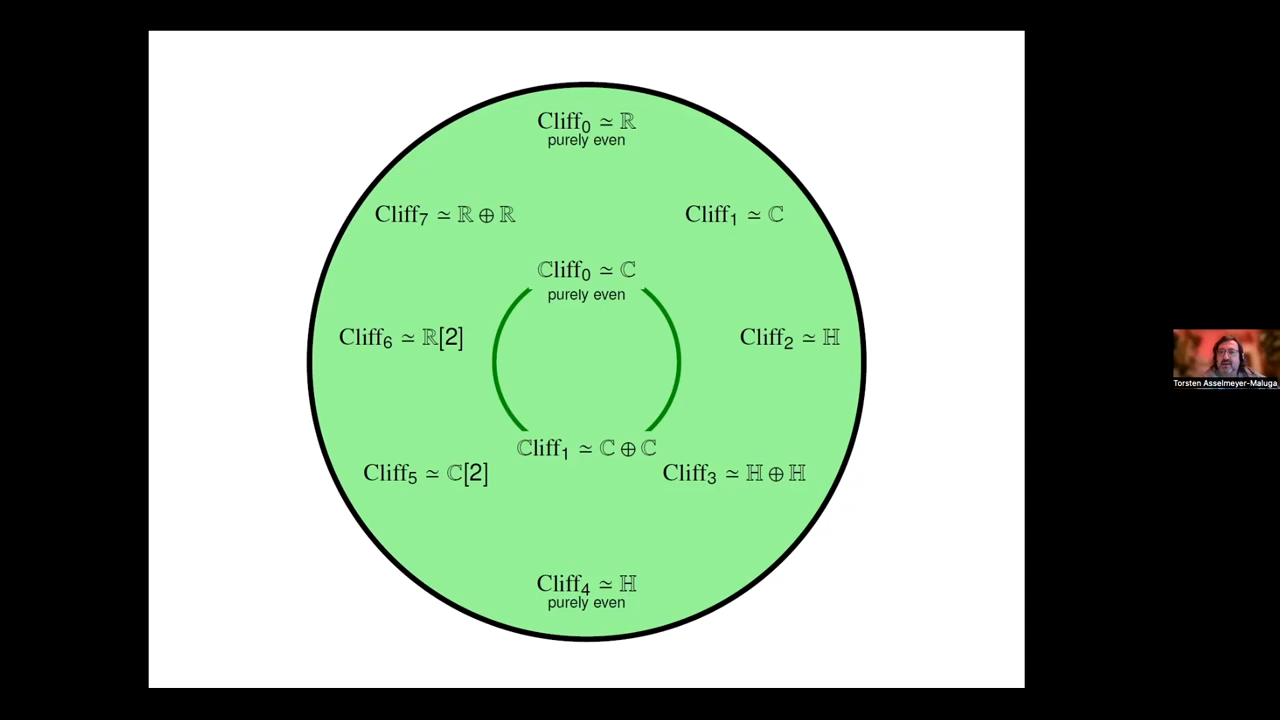 Cliff₀ ≃ ℝ
purely even
Cliff₇ ≃ ℝ ⊕ ℝ
Cliff₁ ≃ ℂ
ℂliff₀ ≃ ℂ
purely even
Cliff₆ ≃ ℝ[2]
Cliff₂ ≃ ℍ
ℂliff₁ ≃ ℂ ⊕ ℂ
Cliff₅ ≃ ℂ[2]
Cliff₃ ≃ ℍ ⊕ ℍ
Cliff₄ ≃ ℍ
purely even
Torsten Asselmeyer-Maluga